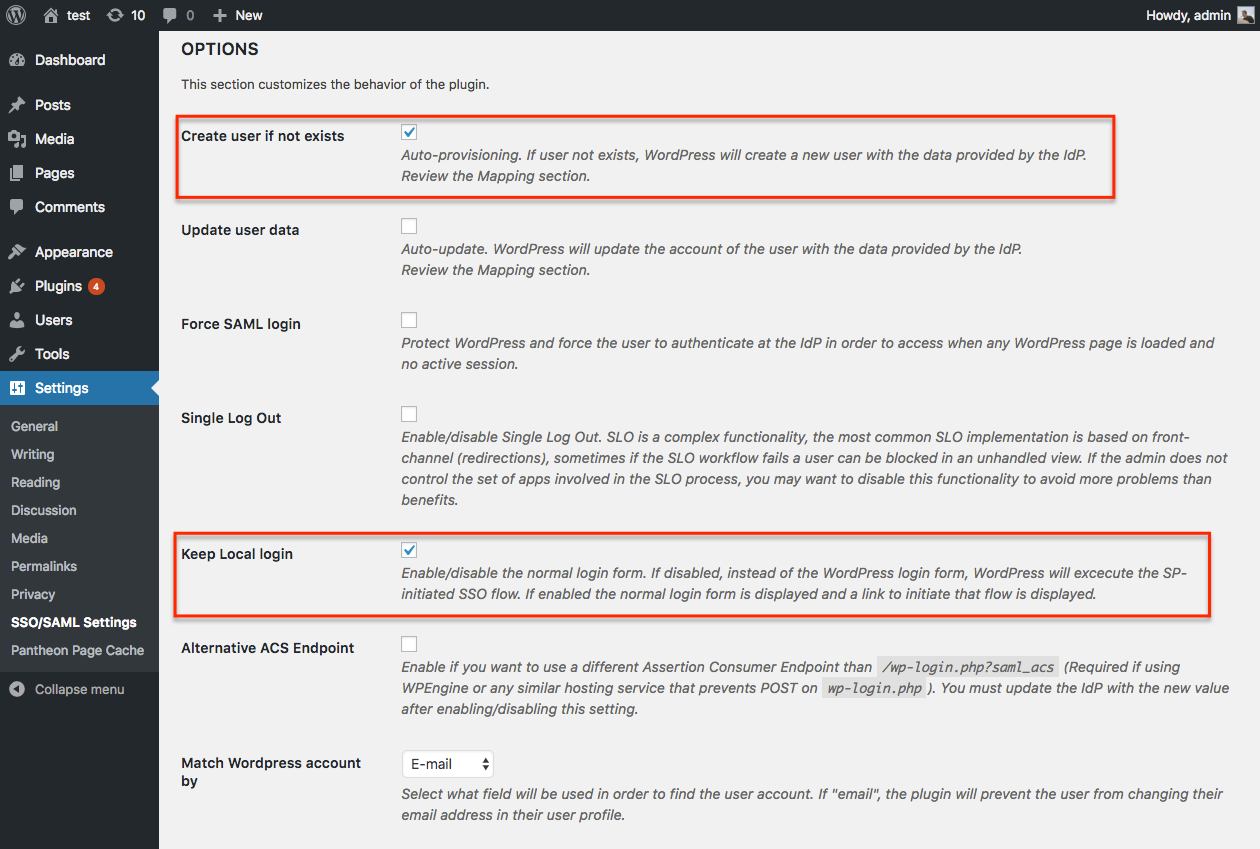 test 10 0 New Howdy, admin
Dashboard
Posts
Media
Pages
Comments
Appearance
Plugins 4
Users
Tools
Settings
General
Writing
Reading
Discussion
Media
Permalinks
Privacy
SSO/SAML Settings
Pantheon Page Cache
Collapse menu
OPTIONS
This section customizes the behavior of the plugin.
Create user if not exists
Auto-provisioning. If user not exists, WordPress will create a new user with the data provided by the IdP.
Review the Mapping section.
Update user data
Auto-update. WordPress will update the account of the user with the data provided by the IdP.
Review the Mapping section.
Force SAML login
Protect WordPress and force the user to authenticate at the IdP in order to access when any WordPress page is loaded and
no active session.
Single Log Out
Enable/disable Single Log Out. SLO is a complex functionality, the most common SLO implementation is based on front-
channel (redirections), sometimes if the SLO workflow fails a user can be blocked in an unhandled view. If the admin does not
control the set of apps involved in the SLO process, you may want to disable this functionality to avoid more problems than
benefits.
Keep Local login
Enable/disable the normal login form. If disabled, instead of the WordPress login form, WordPress will excecute the SP-
initiated SSO flow. If enabled the normal login form is displayed and a link to initiate that flow is displayed.
Alternative ACS Endpoint
Enable if you want to use a different Assertion Consumer Endpoint than /wp-login.php?saml_acs (Required if using
WPEngine or any similar hosting service that prevents POST on wp-login.php ). You must update the IdP with the new value
after enabling/disabling this setting.
Match Wordpress account
by
E-mail
Select what field will be used in order to find the user account. If "email", the plugin will prevent the user from changing their
email address in their user profile.